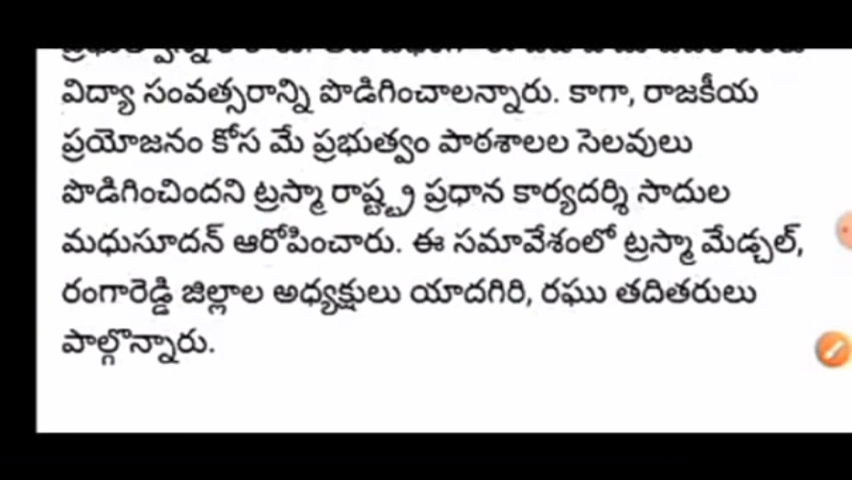 విద్యా సంవత్సరాన్ని పొడిగించాలన్నారు. కాగా, రాజకీయ
ప్రయోజనం కోస మే ప్రభుత్వం పాఠశాలల సెలవులు
పొడిగించిందని ట్రస్మా రాష్ట్ర ప్రధాన కార్యదర్శి సాదుల
మధుసూదన్ ఆరోపించారు. ఈ సమావేశంలో ట్రస్మా మేడ్చల్,
రంగారెడ్డి జిల్లాల అధ్యక్షులు యాదగిరి, రఘు తదితరులు
పాల్గొన్నారు.